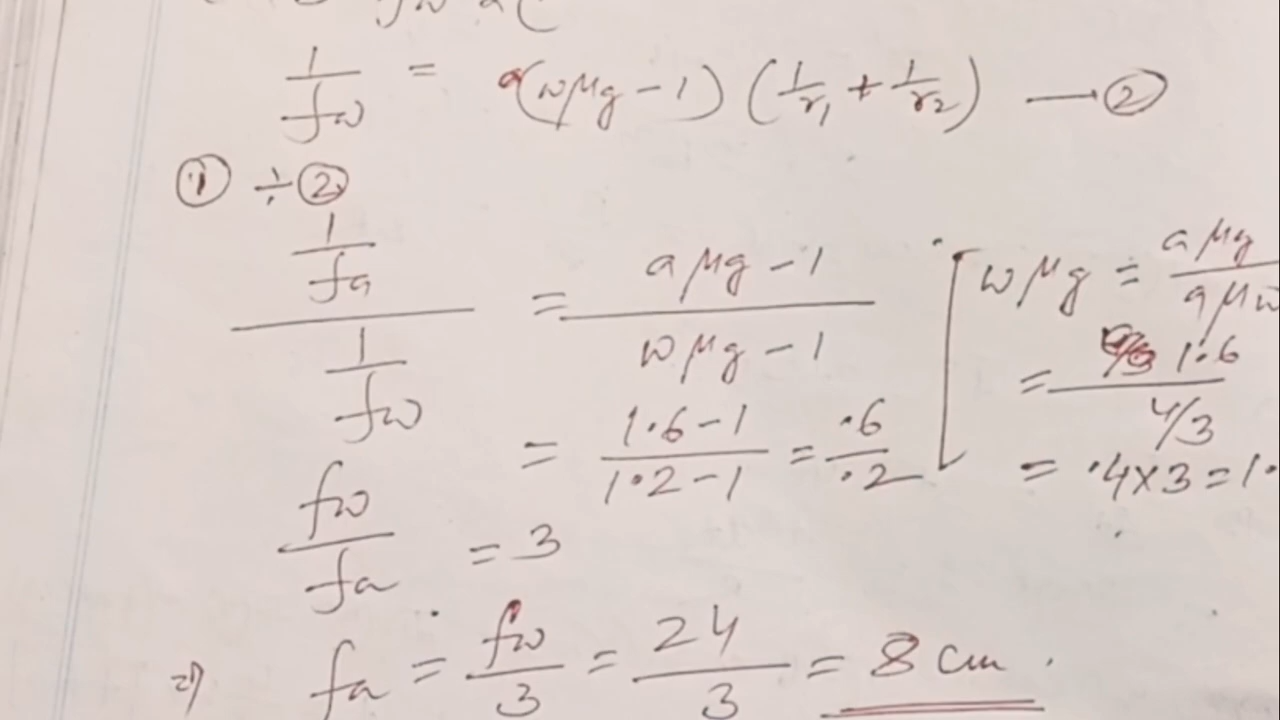 1/fw = (wμg - 1) (1/r₁ + 1/r₂) — ②
① ÷ ②
(1/fa)/(1/fw) = (aμg - 1)/(wμg - 1)
= (1.6 - 1)/(1.2 - 1) = .6/.2
[wμg = aμg/aμw
= 1.6/(4/3)
= .4×3 = 1.
fw/fa = 3
⇒ fa = fw/3 = 24/3 = 8 cm.